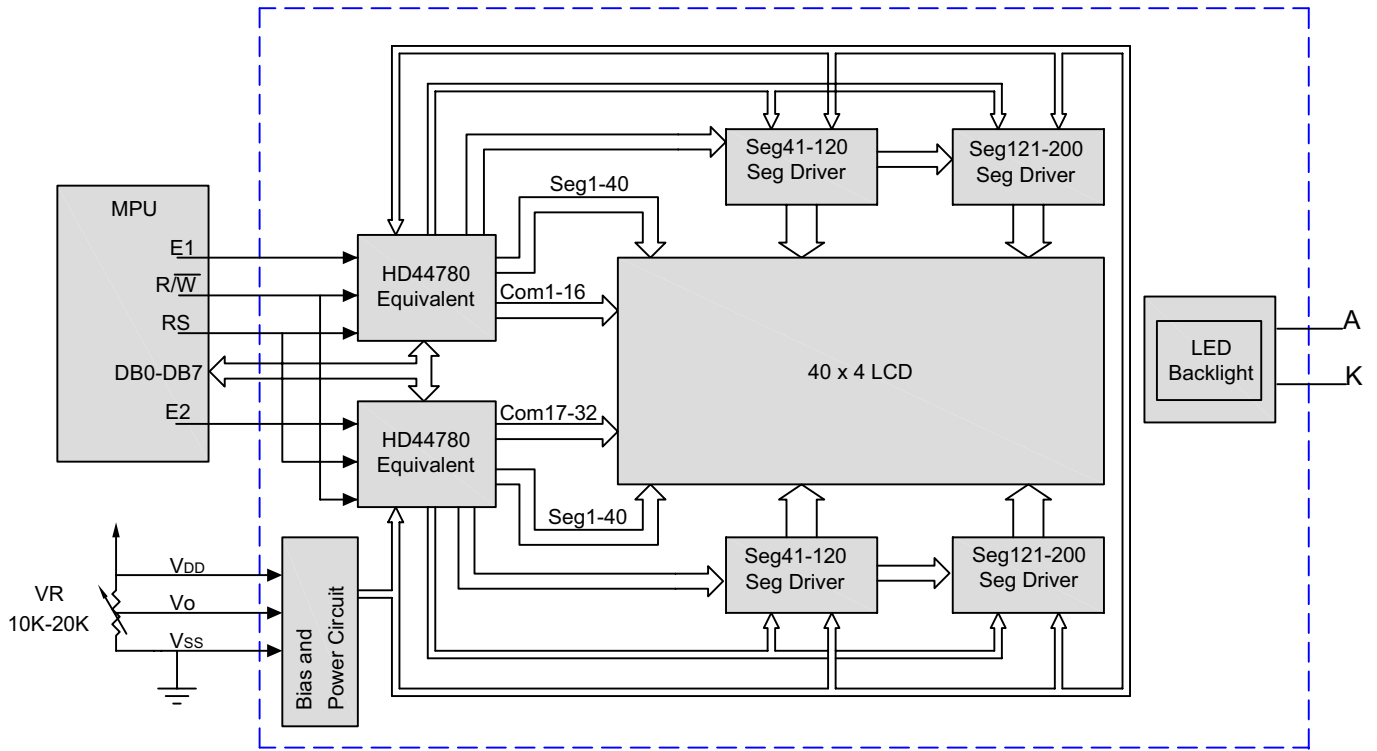 MPU
E1
R/W̅
RS
DB0-DB7
E2
HD44780
Equivalent
HD44780
Equivalent
Seg1-40
Com1-16
Com17-32
Seg1-40
Seg41-120
Seg Driver
Seg121-200
Seg Driver
40 x 4 LCD
Seg41-120
Seg Driver
Seg121-200
Seg Driver
LED
Backlight
A
K
VR
10K-20K
VDD
Vo
VSS
Bias and
Power Circuit